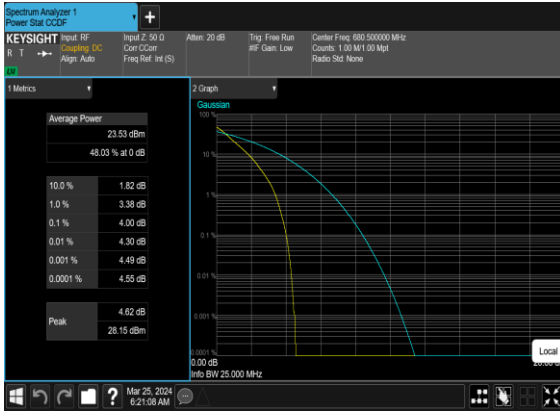 Spectrum Analyzer 1
Power Stat CCDF
+
KEYSIGHT
R T
LXI
Input: RF
Coupling: DC
Align: Auto
Input Z: 50 Ω
Corr CCorr
Freq Ref: Int (S)
Atten: 20 dB
Trig: Free Run
#IF Gain: Low
Center Freq: 680.500000 MHz
Counts: 1.00 M/1.00 Mpt
Radio Std: None
1 Metrics
Average Power
23.53 dBm
48.03 % at 0 dB
10.0 % 1.82 dB
1.0 % 3.38 dB
0.1 % 4.00 dB
0.01 % 4.30 dB
0.001 % 4.49 dB
0.0001 % 4.55 dB
Peak
4.62 dB
28.15 dBm
2 Graph
Gaussian
100 %
10 %
1 %
0.1 %
0.01 %
0.001 %
0.0001 %
0.00 dB
Info BW 25.000 MHz
Local
Mar 25, 2024
6:21:08 AM
?